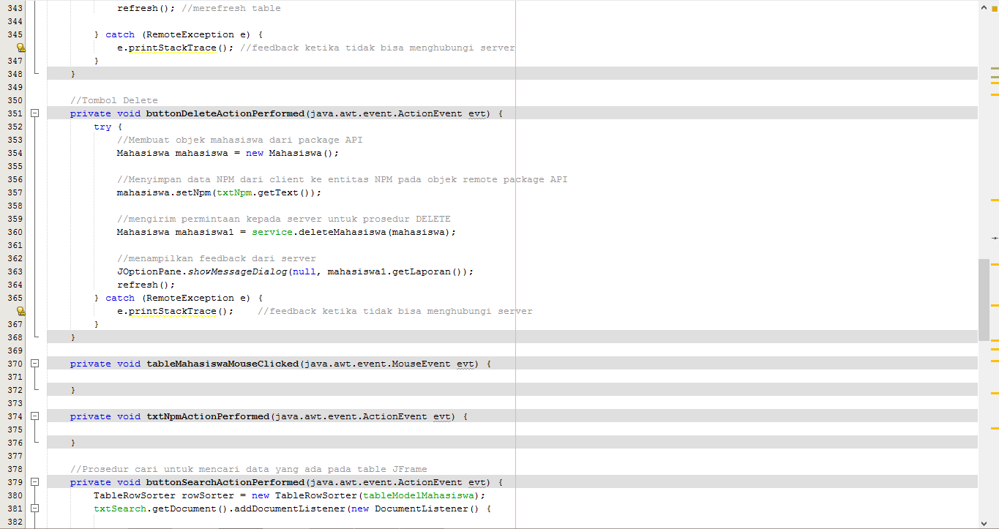 343 refresh(); //merefresh table
344
345 } catch (RemoteException e) {
e.printStackTrace(); //feedback ketika tidak bisa menghubungi server
347 }
348 }
349
350 //Tombol Delete
351 private void buttonDeleteActionPerformed(java.awt.event.ActionEvent evt) {
352 try {
353 //Membuat objek mahasiswa dari package API
354 Mahasiswa mahasiswa = new Mahasiswa();
355
356 //Menyimpan data NPM dari client ke entitas NPM pada objek remote package API
357 mahasiswa.setNpm(txtNpm.getText());
358
359 //mengirim permintaan kepada server untuk prosedur DELETE
360 Mahasiswa mahasiswa1 = service.deleteMahasiswa(mahasiswa);
361
362 //menampilkan feedback dari server
363 JOptionPane.showMessageDialog(null, mahasiswa1.getLaporan());
364 refresh();
365 } catch (RemoteException e) {
e.printStackTrace(); //feedback ketika tidak bisa menghubungi server
367 }
368 }
369
370 private void tableMahasiswaMouseClicked(java.awt.event.MouseEvent evt) {
371
372 }
373
374 private void txtNpmActionPerformed(java.awt.event.ActionEvent evt) {
375
376 }
377
378 //Prosedur cari untuk mencari data yang ada pada table JFrame
379 private void buttonSearchActionPerformed(java.awt.event.ActionEvent evt) {
380 TableRowSorter rowSorter = new TableRowSorter(tableModelMahasiswa);
381 txtSearch.getDocument().addDocumentListener(new DocumentListener() {
382